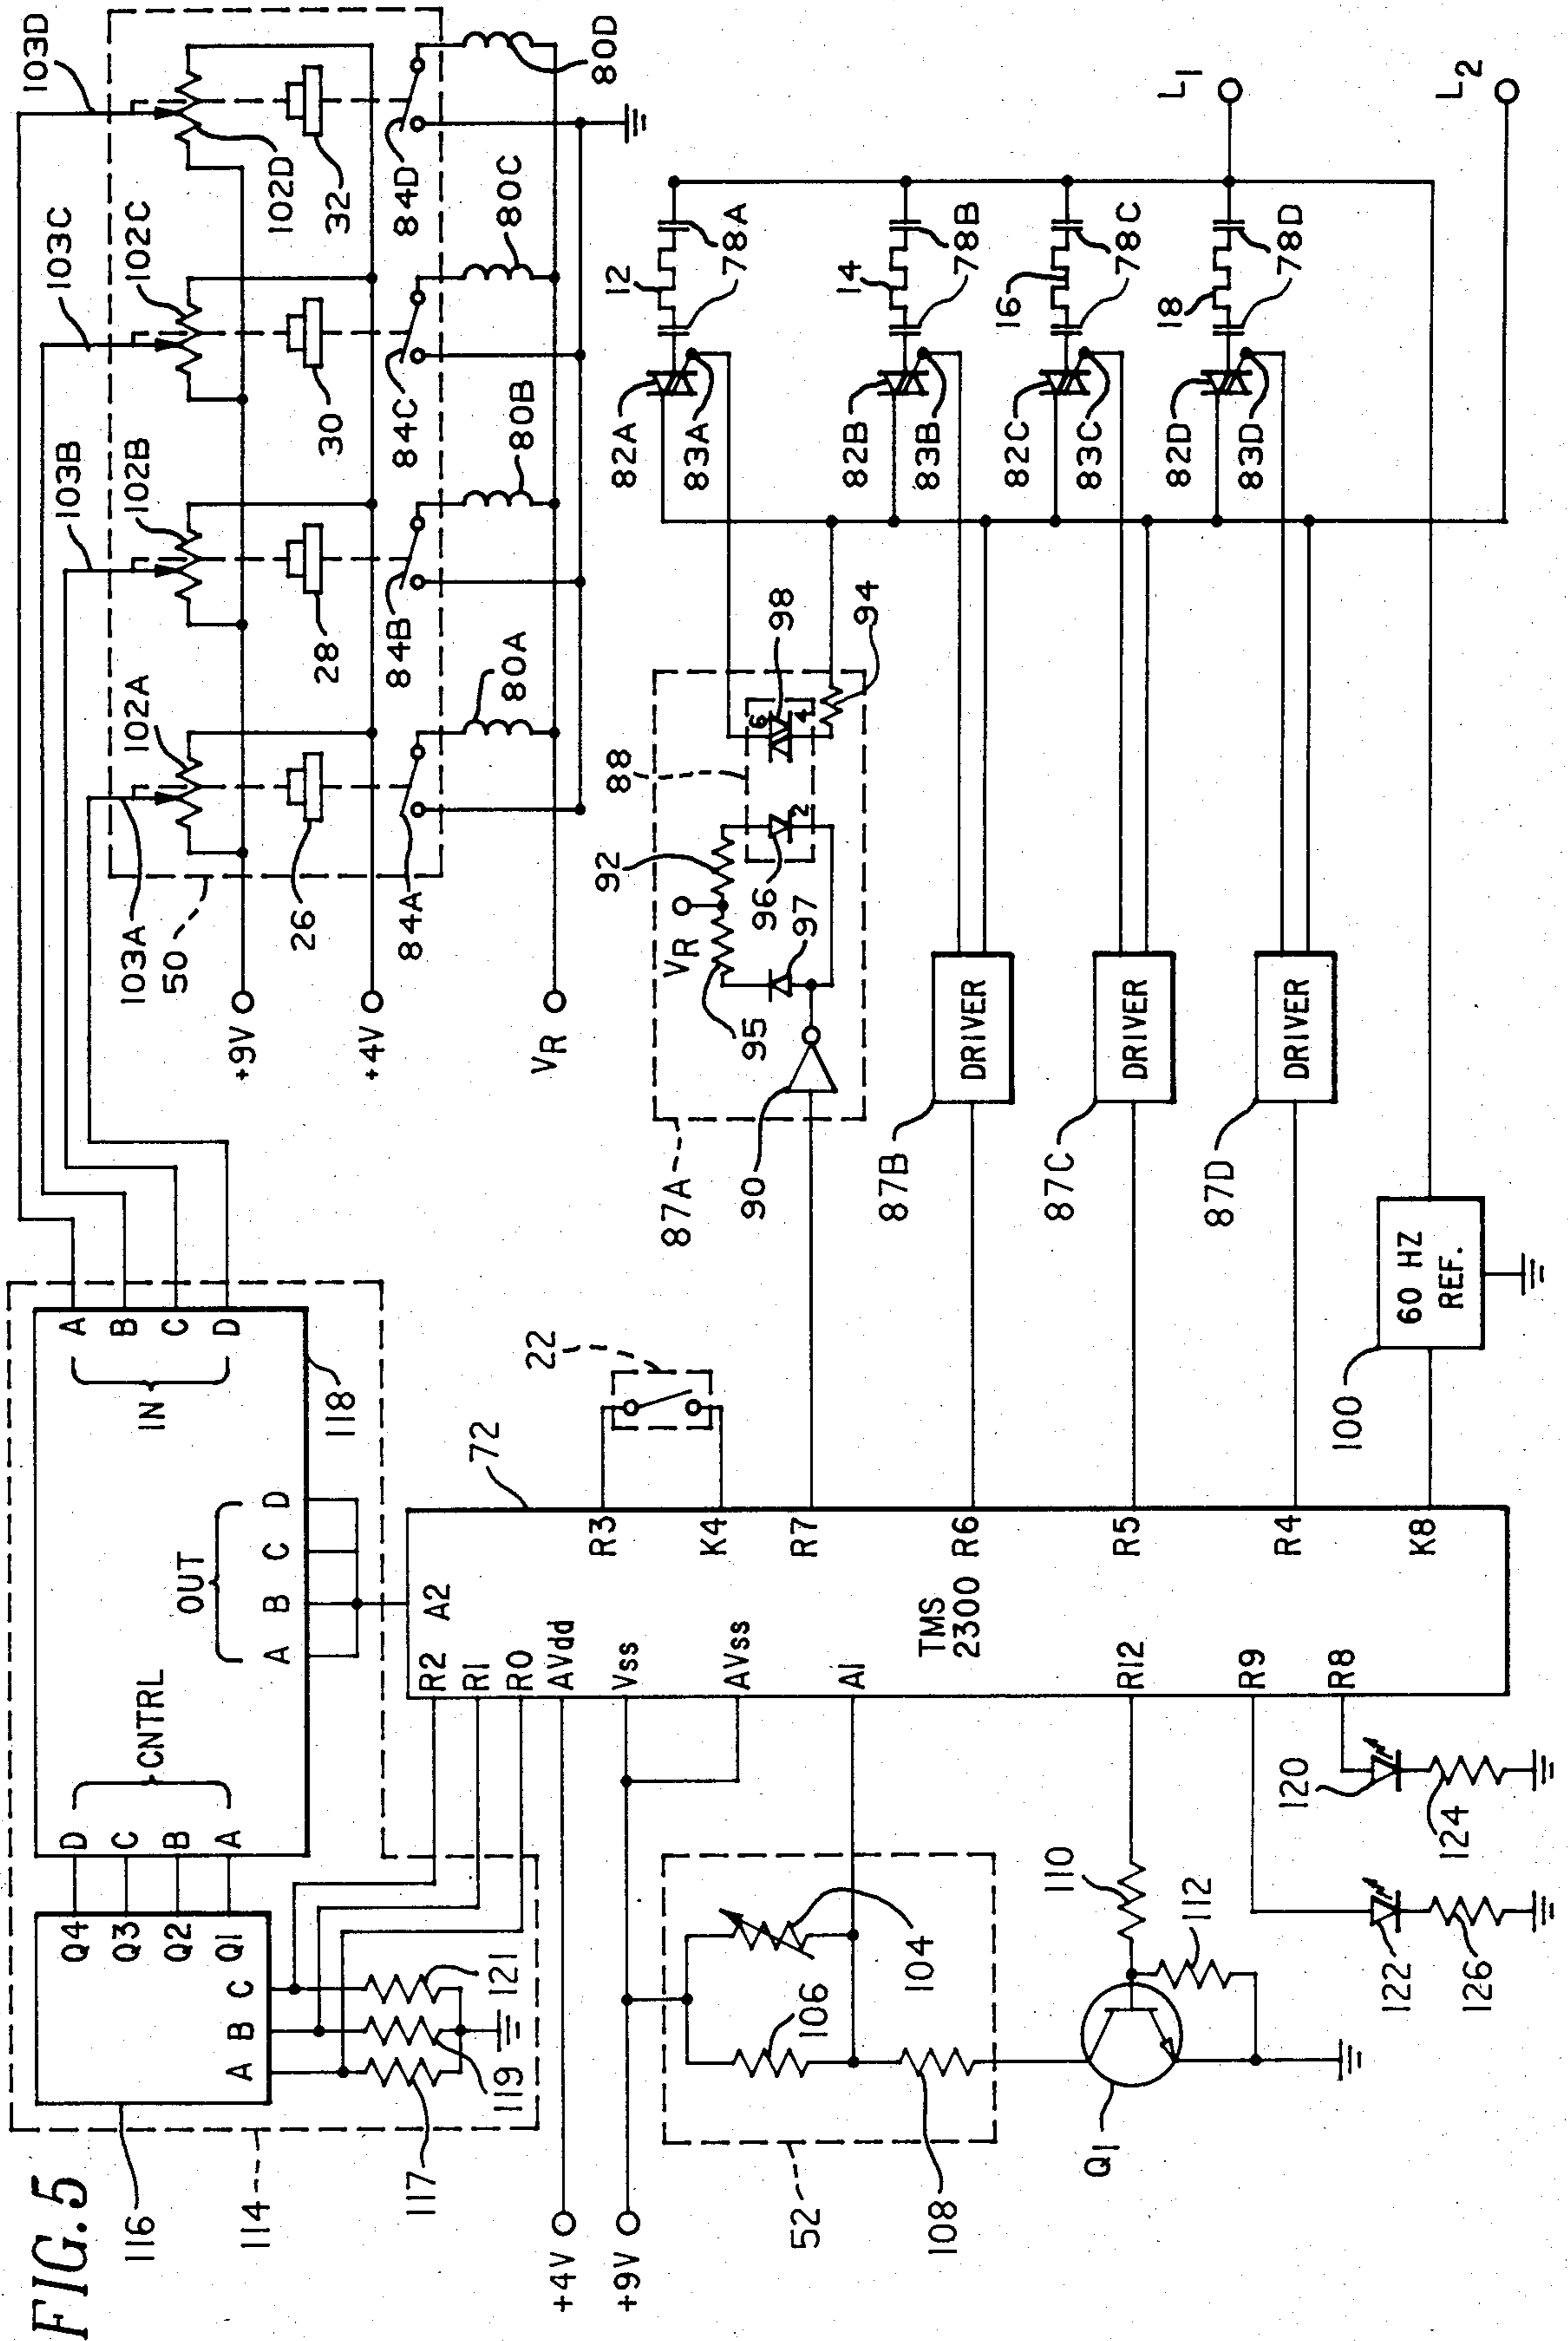 FIG.5
116
114
Q4
Q3
Q2
Q1
A
B
C
117
119
121
D
C
B
A
CNTRL
OUT
A
B
C
D
IN
A
B
C
D
118
103A
103B
103C
103D
50
102A
102B
102C
102D
26
28
30
32
84A
84B
84C
84D
80A
80B
80C
80D
+9V
+4V
VR
+4V
+9V
R2
R1
R0
AVdd
Vss
AVss
A1
R12
R9
R8
A2
TMS
2300
72
R3
K4
R7
R6
R5
R4
K8
22
52
104
106
108
110
112
Q1
120
122
124
126
87A
90
95
VR
92
96
97
2
88
6
4
98
94
87B
DRIVER
87C
DRIVER
87D
DRIVER
100
60 HZ
REF.
82A
83A
12
78A
82B
83B
14
78B
82C
83C
16
78C
82D
83D
18
78D
L1
L2